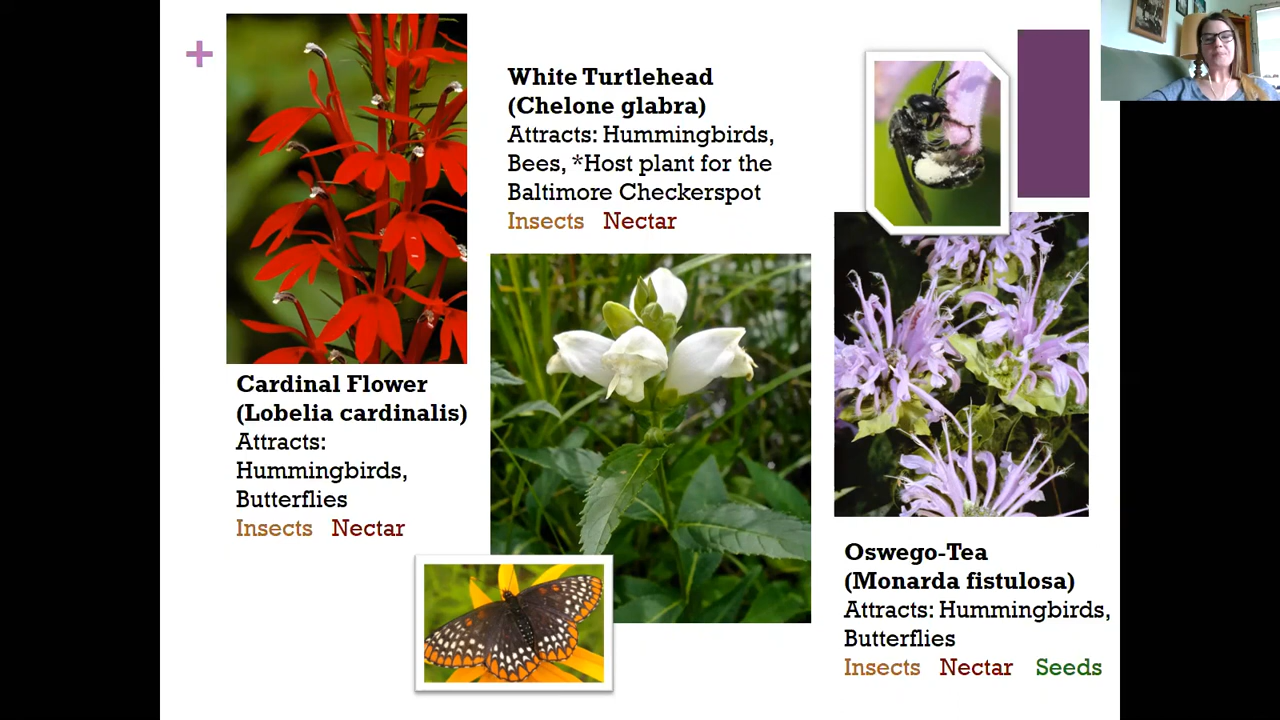 +
White Turtlehead
(Chelone glabra)
Attracts: Hummingbirds,
Bees, *Host plant for the
Baltimore Checkerspot
Insects Nectar
Cardinal Flower
(Lobelia cardinalis)
Attracts:
Hummingbirds,
Butterflies
Insects Nectar
Oswego-Tea
(Monarda fistulosa)
Attracts: Hummingbirds,
Butterflies
Insects Nectar Seeds